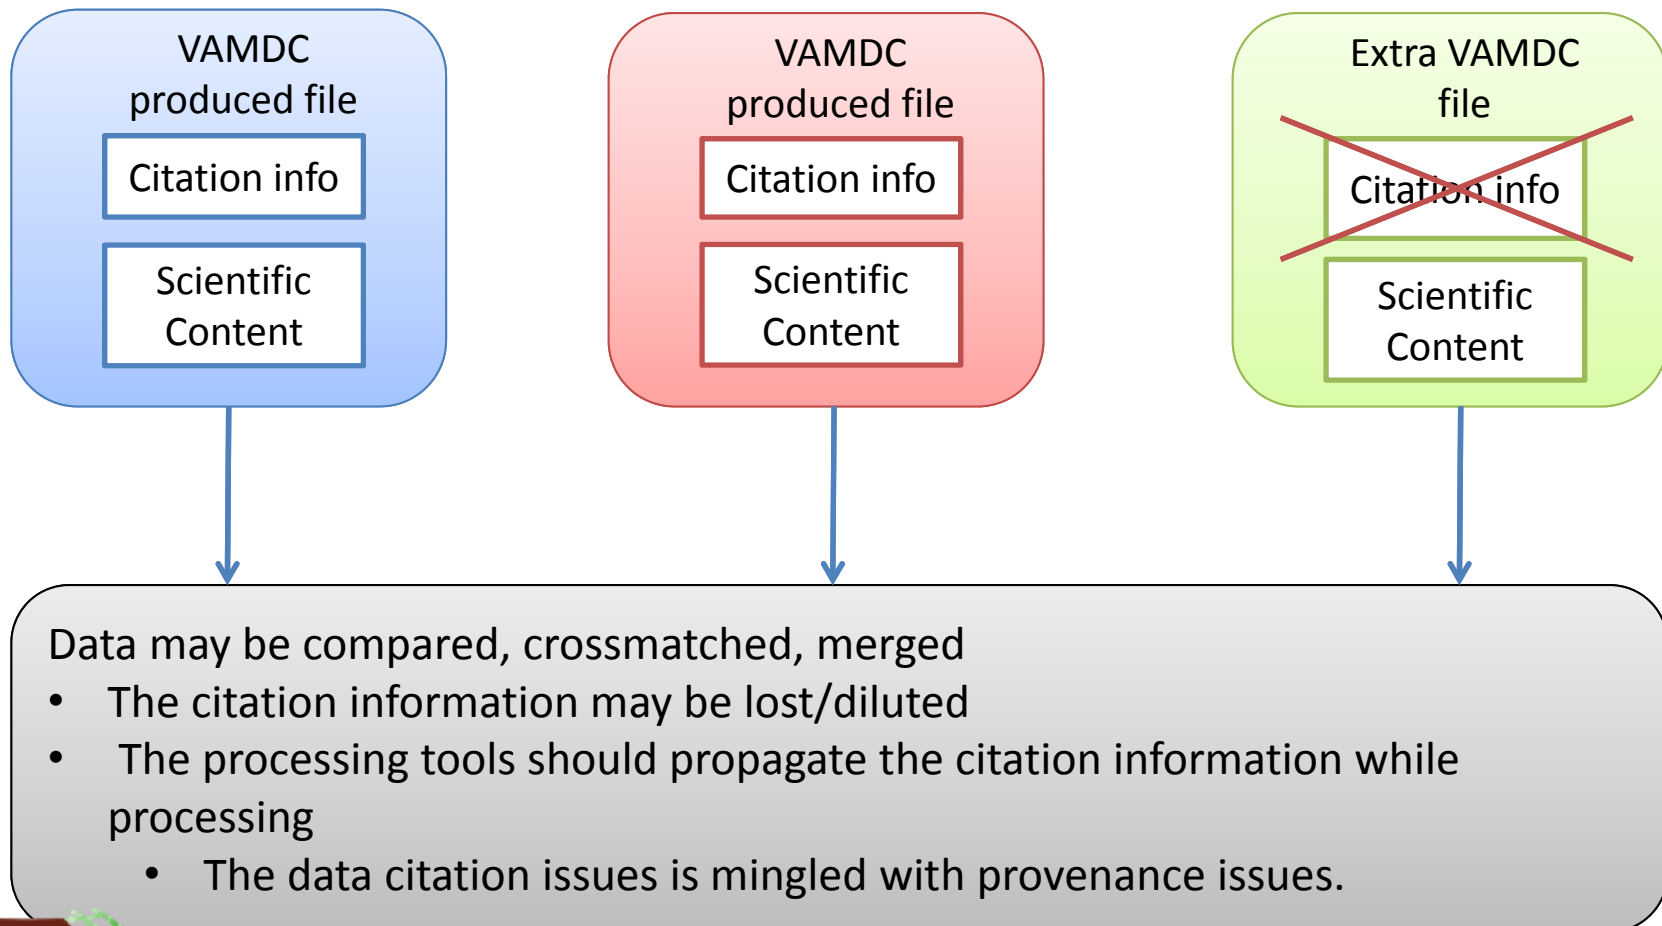 VAMDC
produced file
Citation info
Scientific
Content
VAMDC
produced file
Citation info
Scientific
Content
Extra VAMDC
file
Citation info
Scientific
Content
Data may be compared, crossmatched, merged
• The citation information may be lost/diluted
• The processing tools should propagate the citation information while
processing
• The data citation issues is mingled with provenance issues.